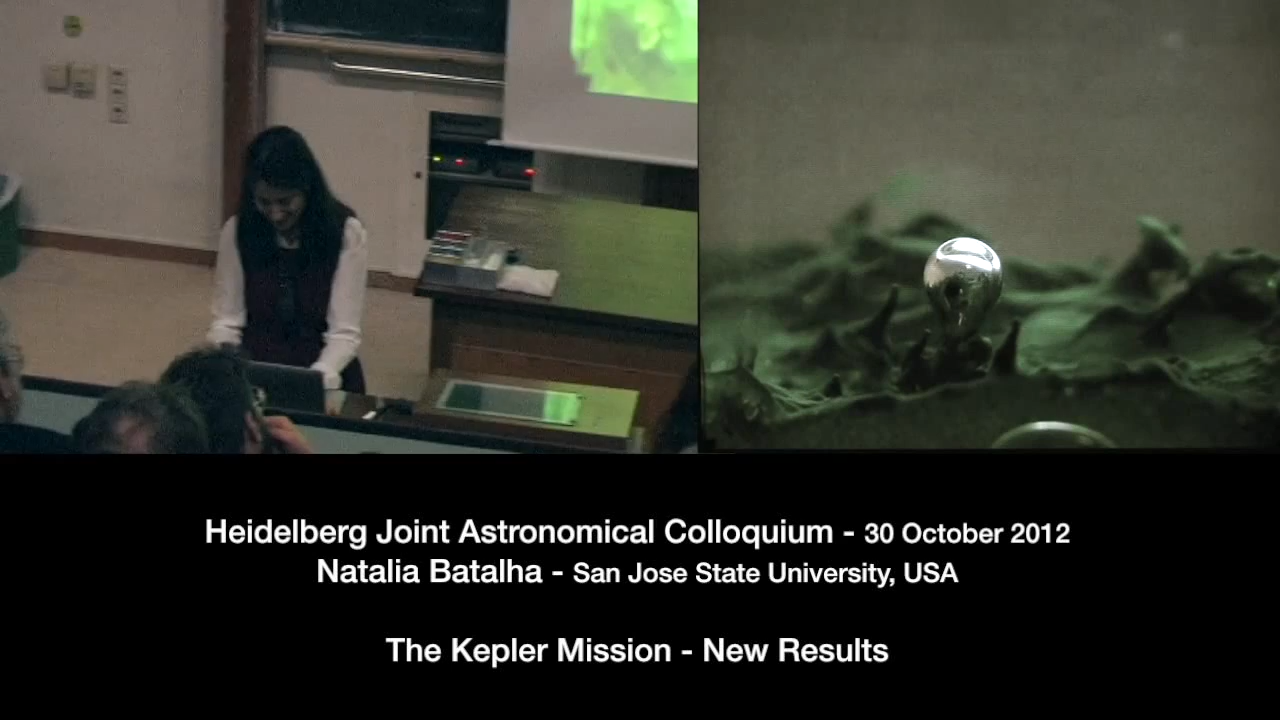 Heidelberg Joint Astronomical Colloquium - 30 October 2012
Natalia Batalha - San Jose State University, USA
The Kepler Mission - New Results